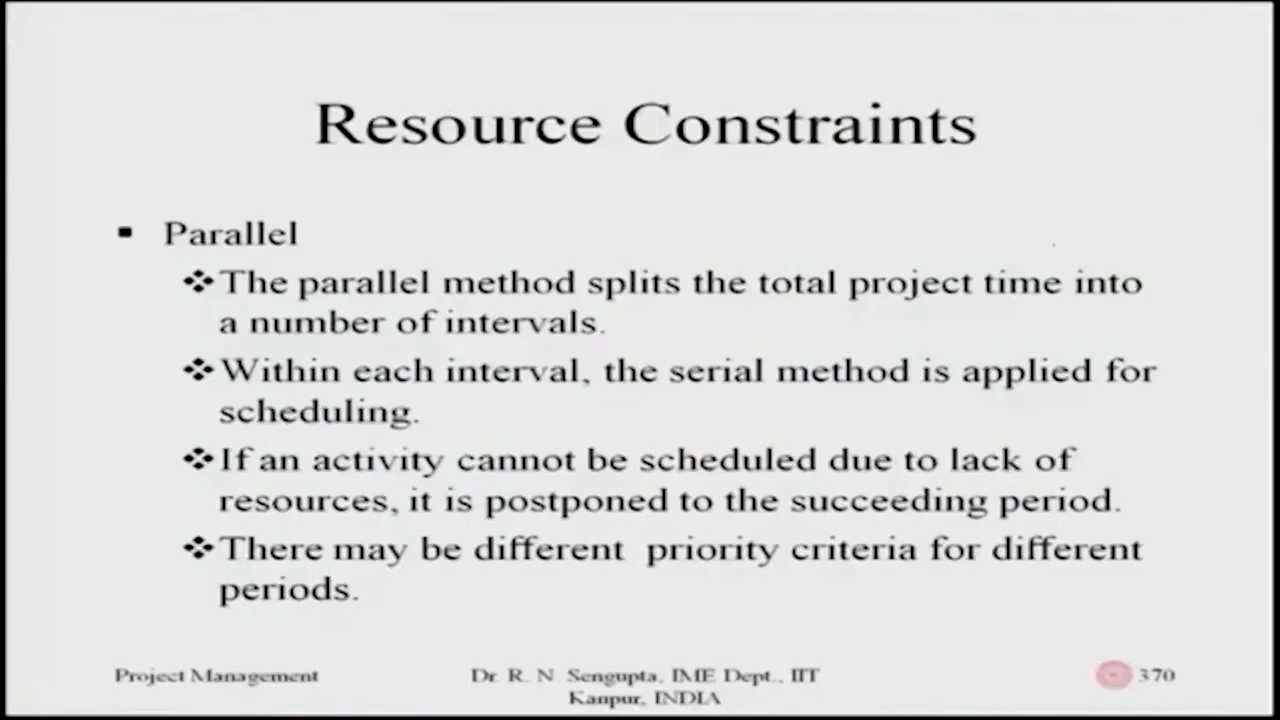 Resource Constraints
Parallel
The parallel method splits the total project time into
a number of intervals.
Within each interval, the serial method is applied for
scheduling.
If an activity cannot be scheduled due to lack of
resources, it is postponed to the succeeding period.
There may be different priority criteria for different
periods.
Project Management
Dr. R. N. Sengupta, IME Dept., IIT
Kanpur, INDIA
370